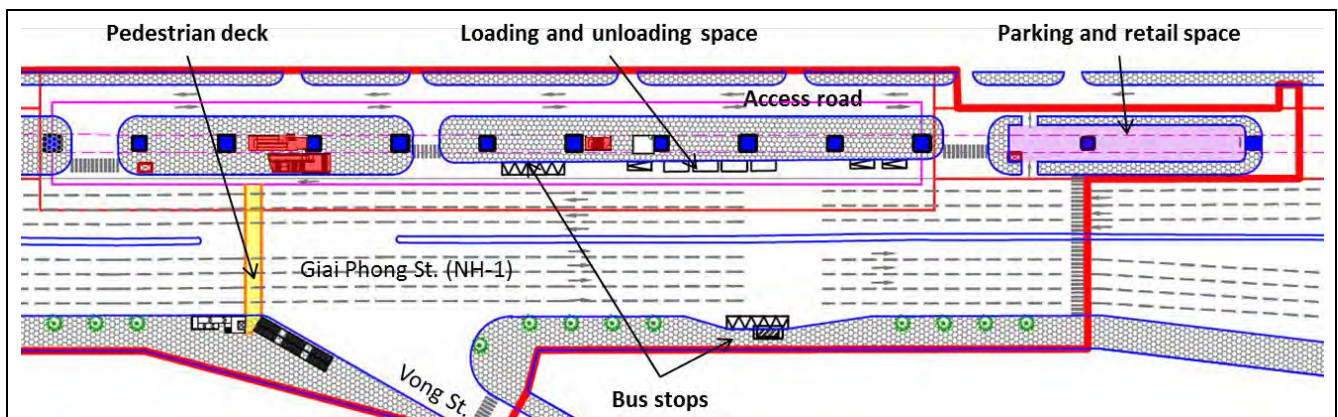 Pedestrian deck
Loading and unloading space
Parking and retail space
Access road
Giai Phong St. (NH-1)
Vong St.
Bus stops